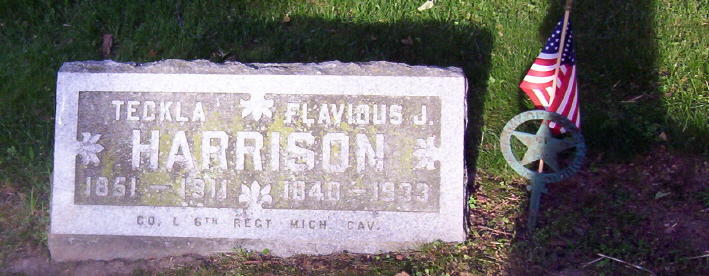 TECKLA FLAVIOUS J.
HARRISON
1851 — 1911 1840 — 1933
CO. L 6TH REGT MICH. CAV.